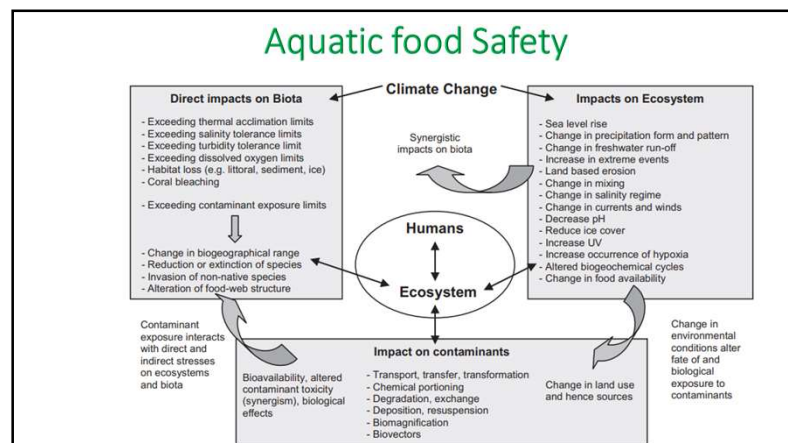 Aquatic food Safety
Climate Change
Direct impacts on Biota
- Exceeding thermal acclimation limits
- Exceeding salinity tolerance limits
- Exceeding turbidity tolerance limit
- Exceeding dissolved oxygen limits
- Habitat loss (e.g. littoral, sediment, ice)
- Coral bleaching
- Exceeding contaminant exposure limits
- Change in biogeographical range
- Reduction or extinction of species
- Invasion of non-native species
- Alteration of food-web structure
Synergistic
impacts on biota
Humans
Ecosystem
Impacts on Ecosystem
- Sea level rise
- Change in precipitation form and pattern
- Change in freshwater run-off
- Increase in extreme events
- Land based erosion
- Change in mixing
- Change in salinity regime
- Change in currents and winds
- Decrease pH
- Reduce ice cover
- Increase UV
- Increase occurrence of hypoxia
- Altered biogeochemical cycles
- Change in food availability
Contaminant
exposure interacts
with direct and
indirect stresses
on ecosystems
and biota
Impact on contaminants
Bioavailability, altered
contaminant toxicity
(synergism), biological
effects
- Transport, transfer, transformation
- Chemical portioning
- Degradation, exchange
- Deposition, resuspension
- Biomagnification
- Biovectors
Change in land use
and hence sources
Change in
environmental
conditions alter
fate of and
biological
exposure to
contaminants